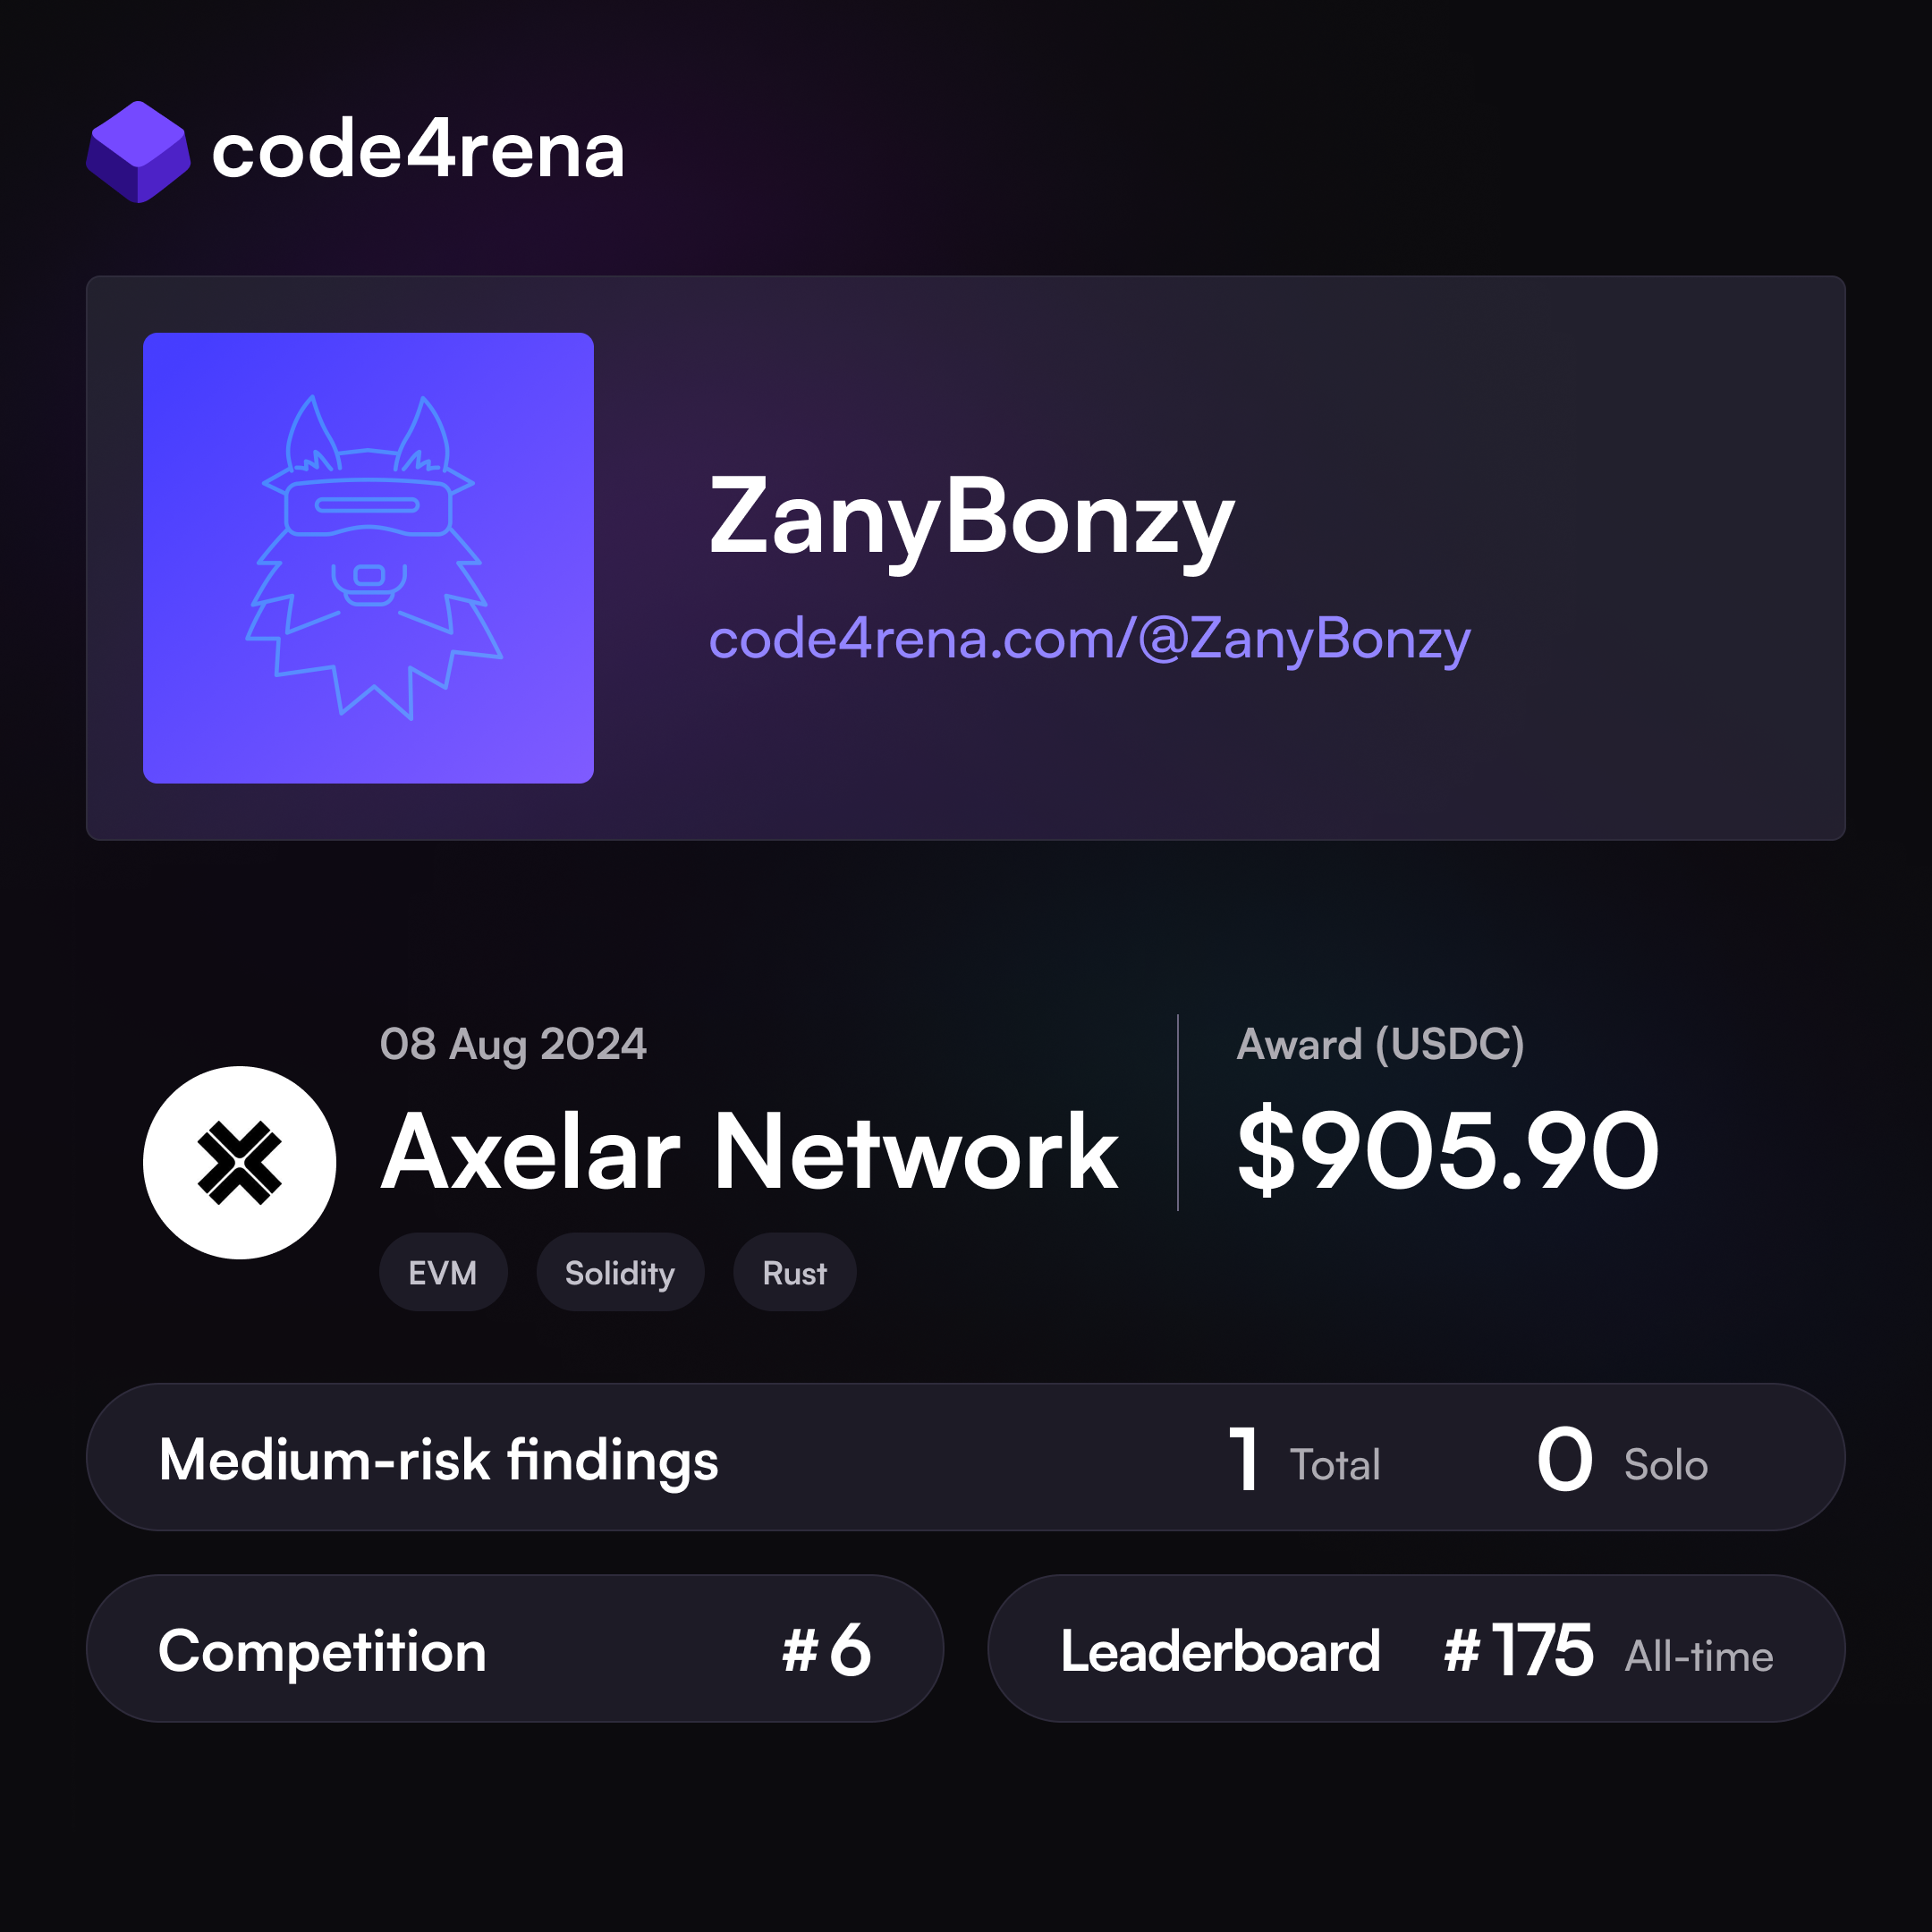 code4rena
ZanyBonzy
code4rena.com/@ZanyBonzy
08 Aug 2024
Axelar Network
EVM Solidity Rust
Award (USDC)
$905.90
Medium-risk findings 1 Total 0 Solo
Competition #6
Leaderboard #175 All-time